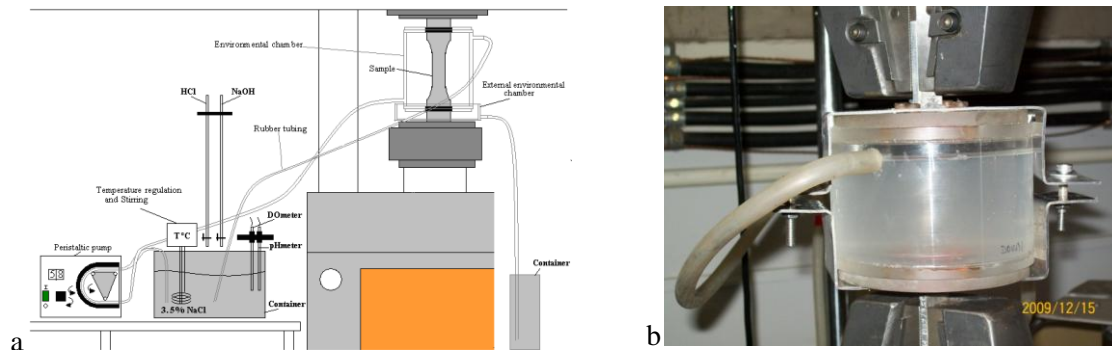 Environmental chamber
Sample
HCl
NaOH
External environmental
chamber
Rubber tubing
Temperature regulation
and Stirring
T°C
DOmeter
pHmeter
Peristaltic pump
58
I
O
Container
3.5% NaCl
Container
a
b
2009/12/15